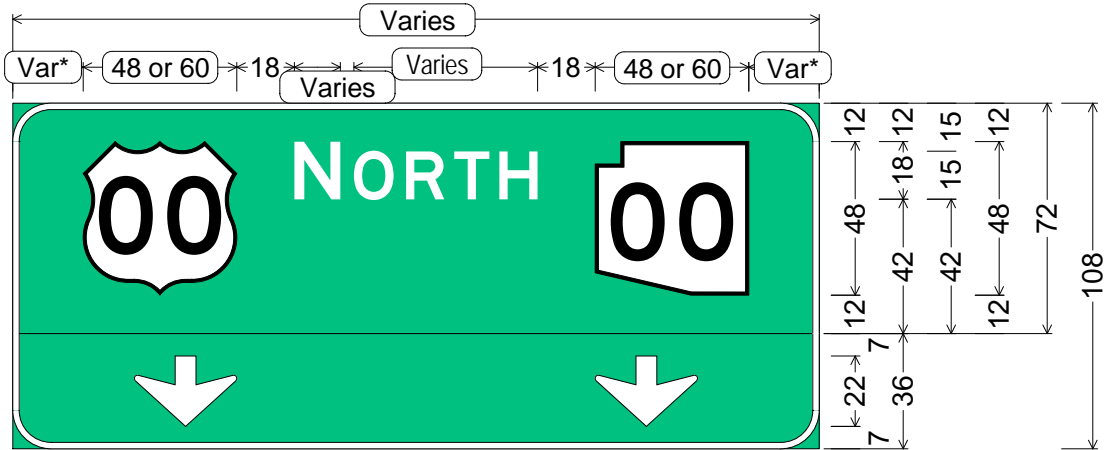 Varies
Var* 48 or 60 18 Varies 18 48 or 60 Var*
Varies
NORTH
00 00
12 12 15 12
18 15
48 48 72
42 42 108
12 12
7
22 36
7